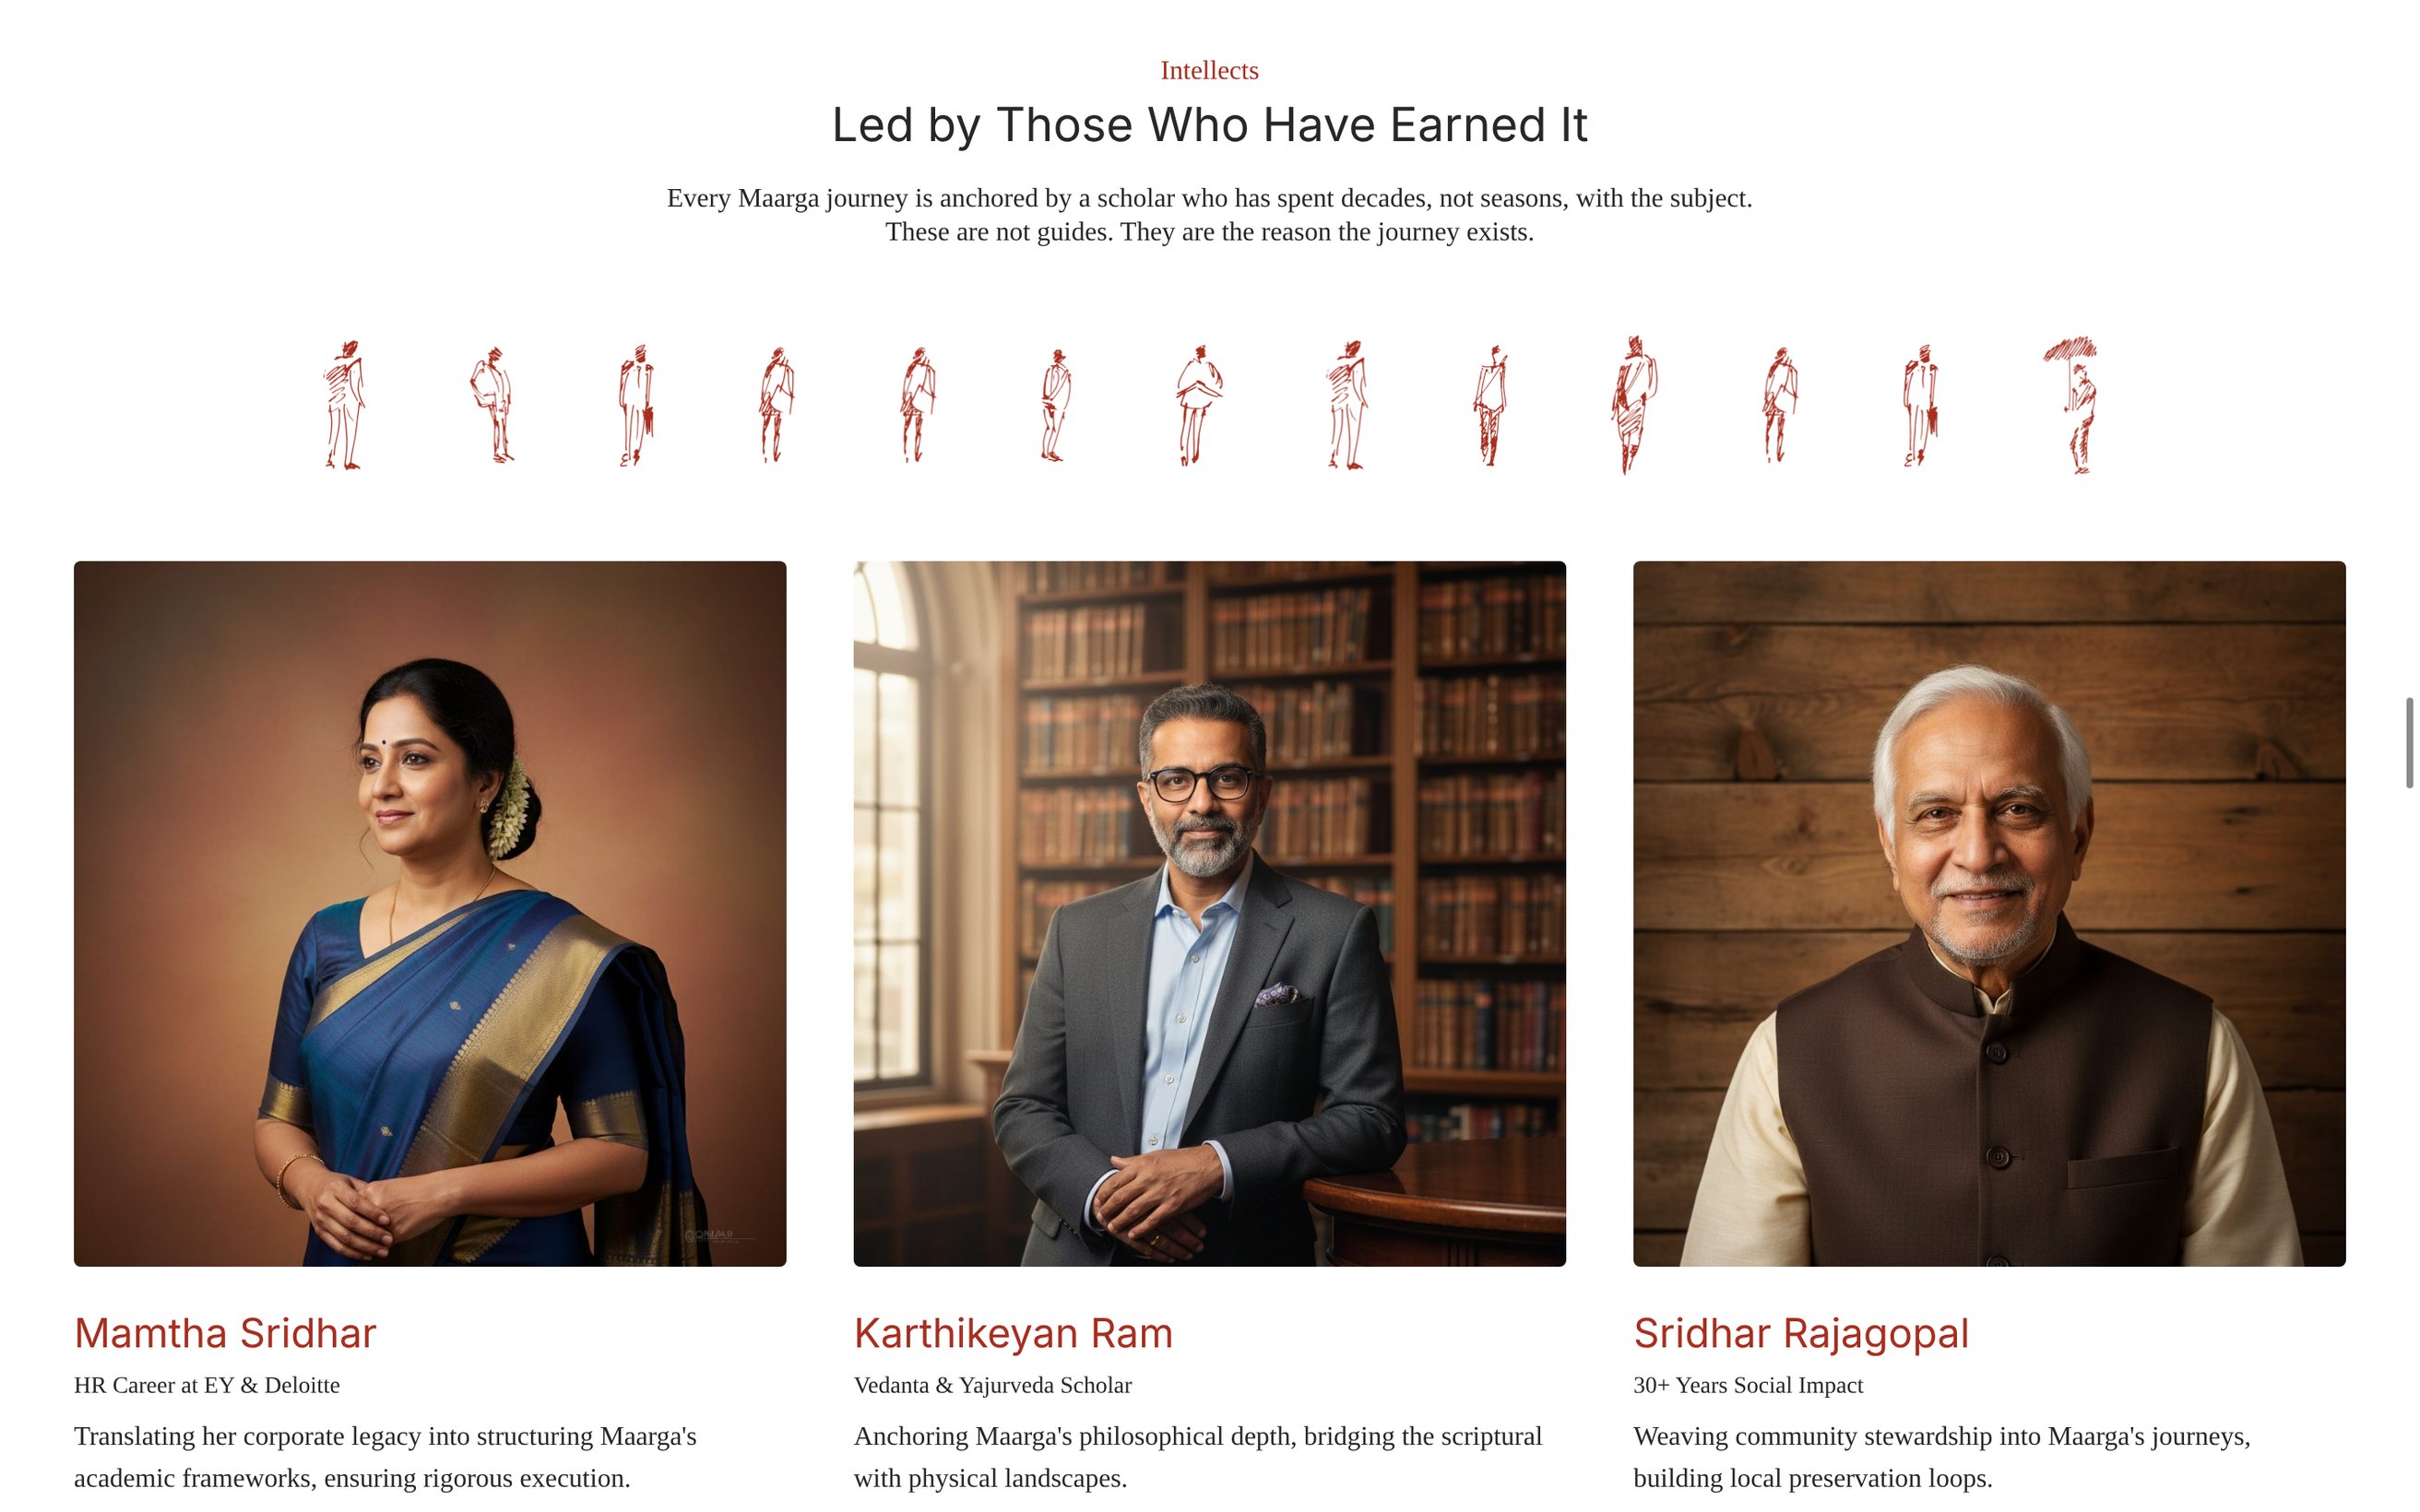 Intellects
Led by Those Who Have Earned It
Every Maarga journey is anchored by a scholar who has spent decades, not seasons, with the subject.
These are not guides. They are the reason the journey exists.
Mamtha Sridhar
HR Career at EY & Deloitte
Translating her corporate legacy into structuring Maarga's
academic frameworks, ensuring rigorous execution.
Karthikeyan Ram
Vedanta & Yajurveda Scholar
Anchoring Maarga's philosophical depth, bridging the scriptural
with physical landscapes.
Sridhar Rajagopal
30+ Years Social Impact
Weaving community stewardship into Maarga's journeys,
building local preservation loops.